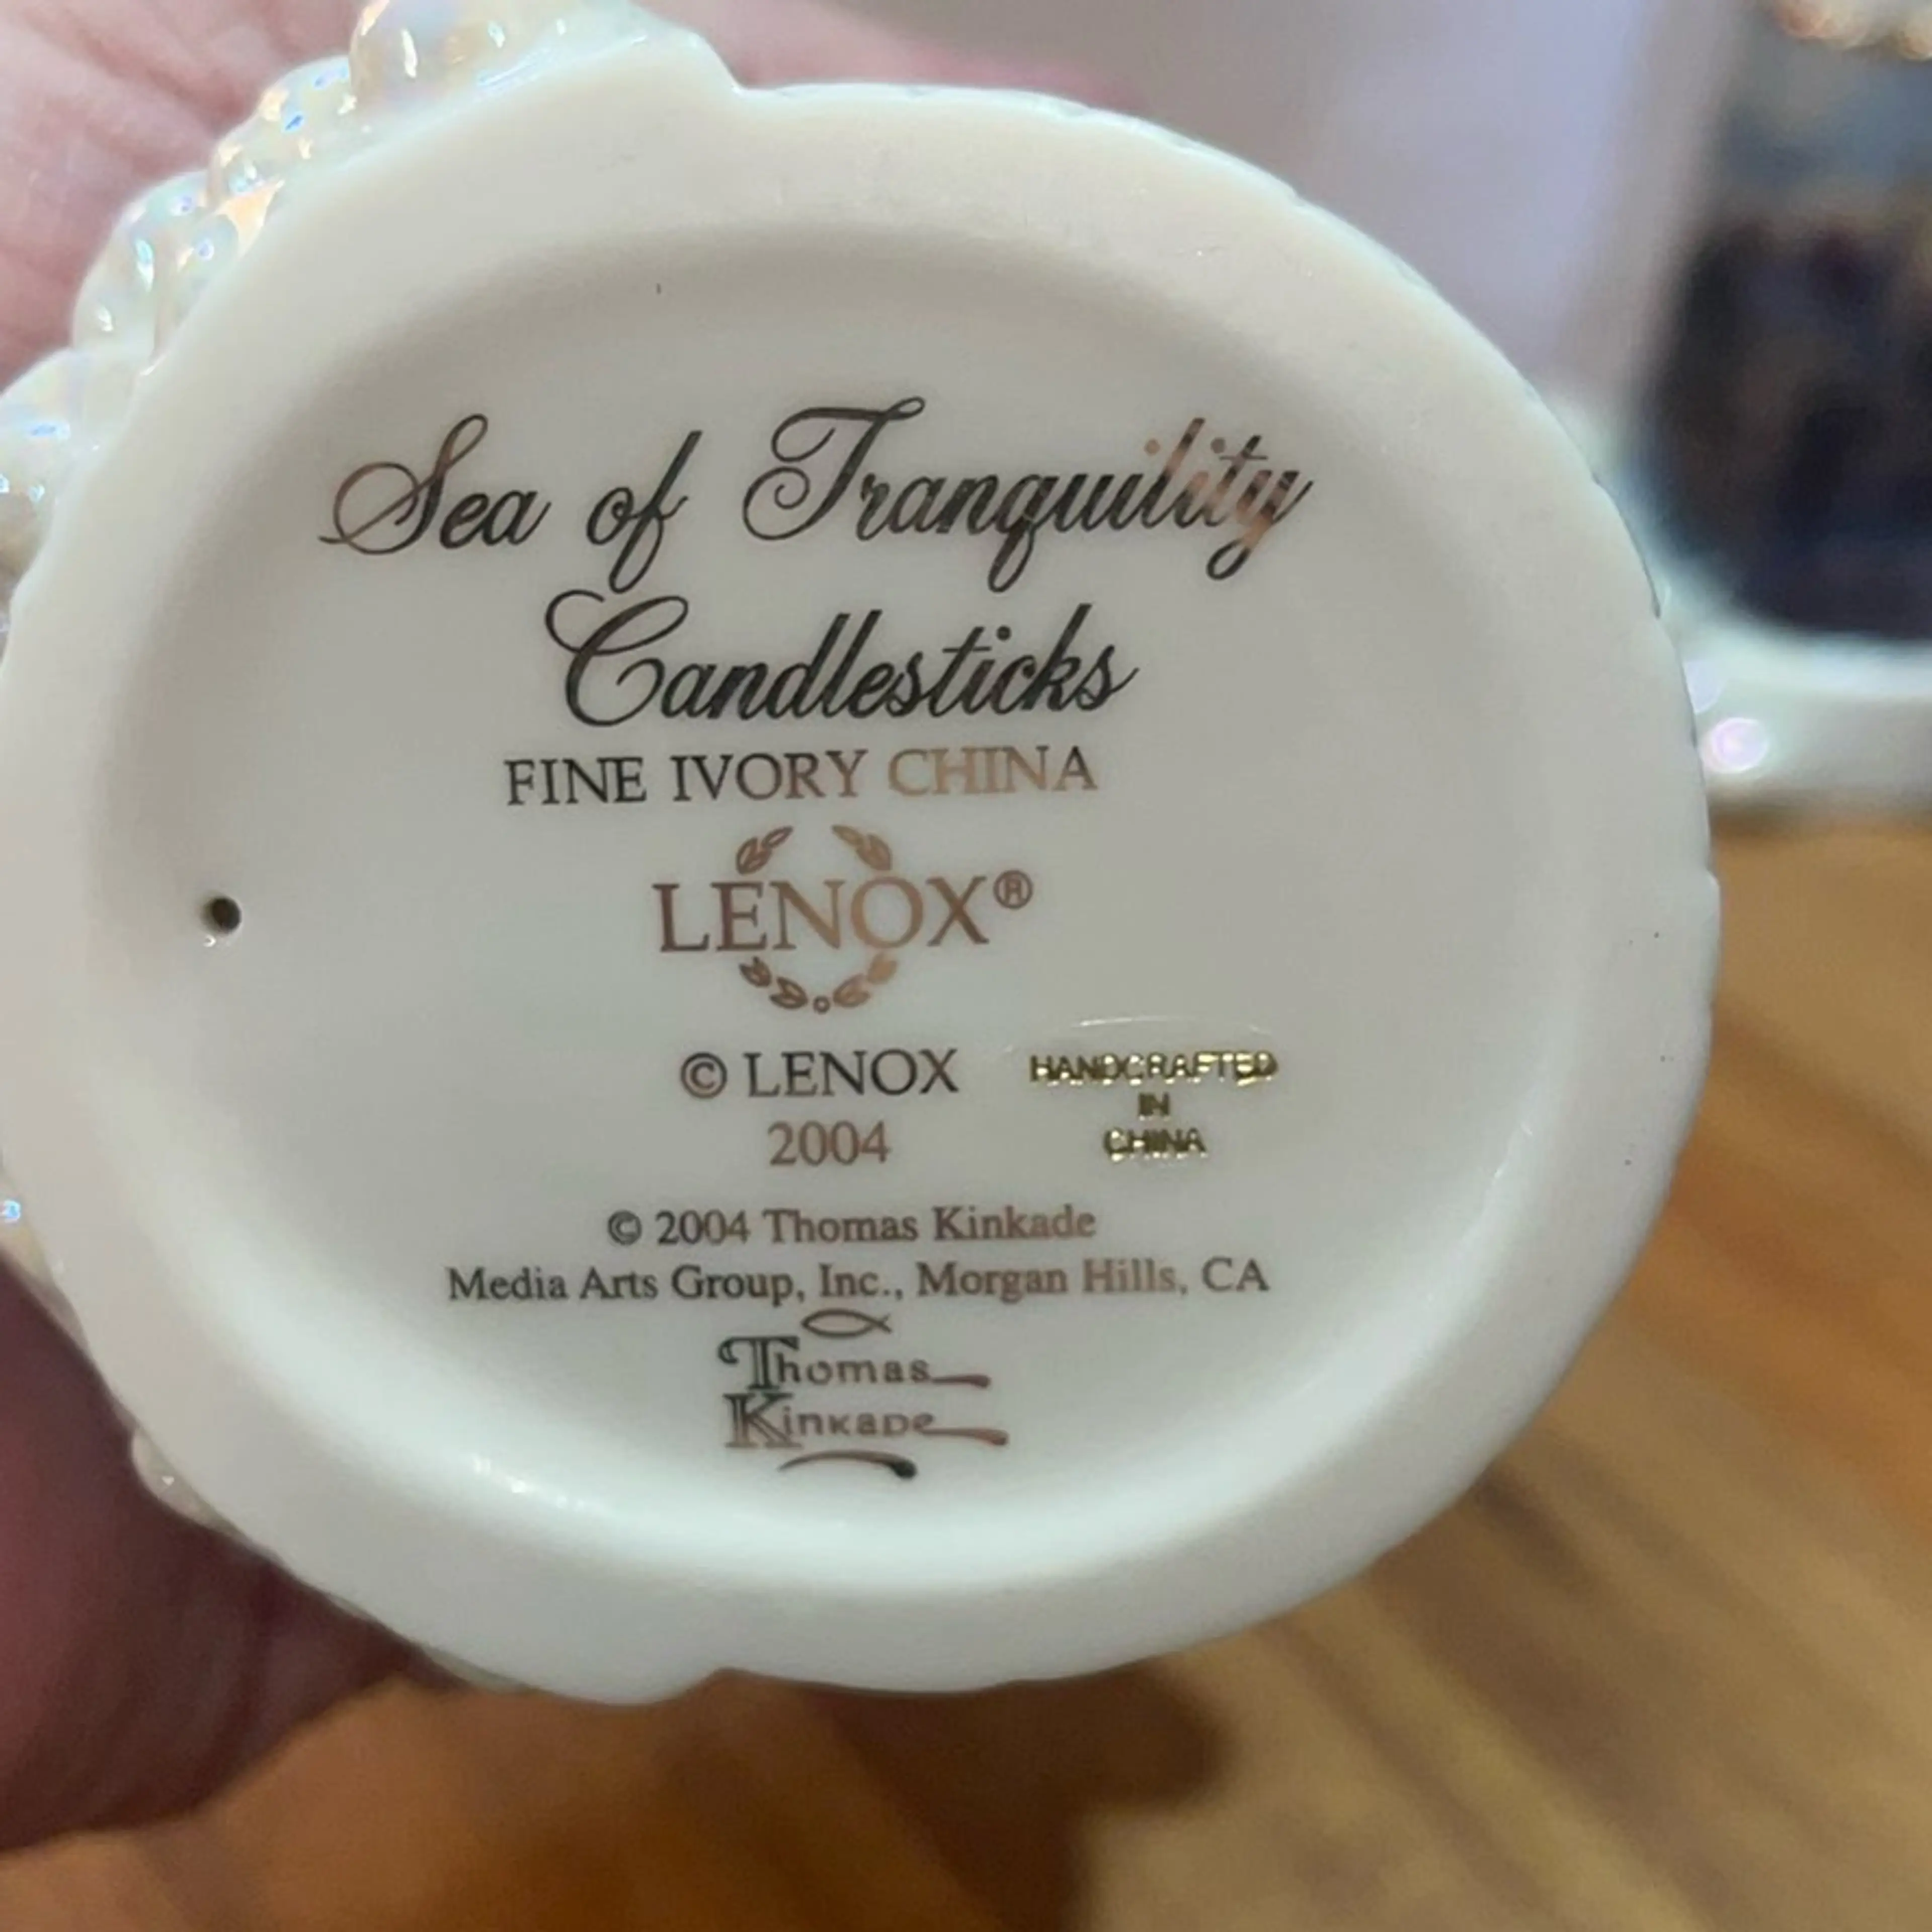 Sea of Tranquility
Candlesticks
FINE IVORY CHINA
LENOX®
© LENOX
2004
HANDCRAFTED
IN
CHINA
© 2004 Thomas Kinkade
Media Arts Group, Inc., Morgan Hills, CA
Thomas
Kinkade